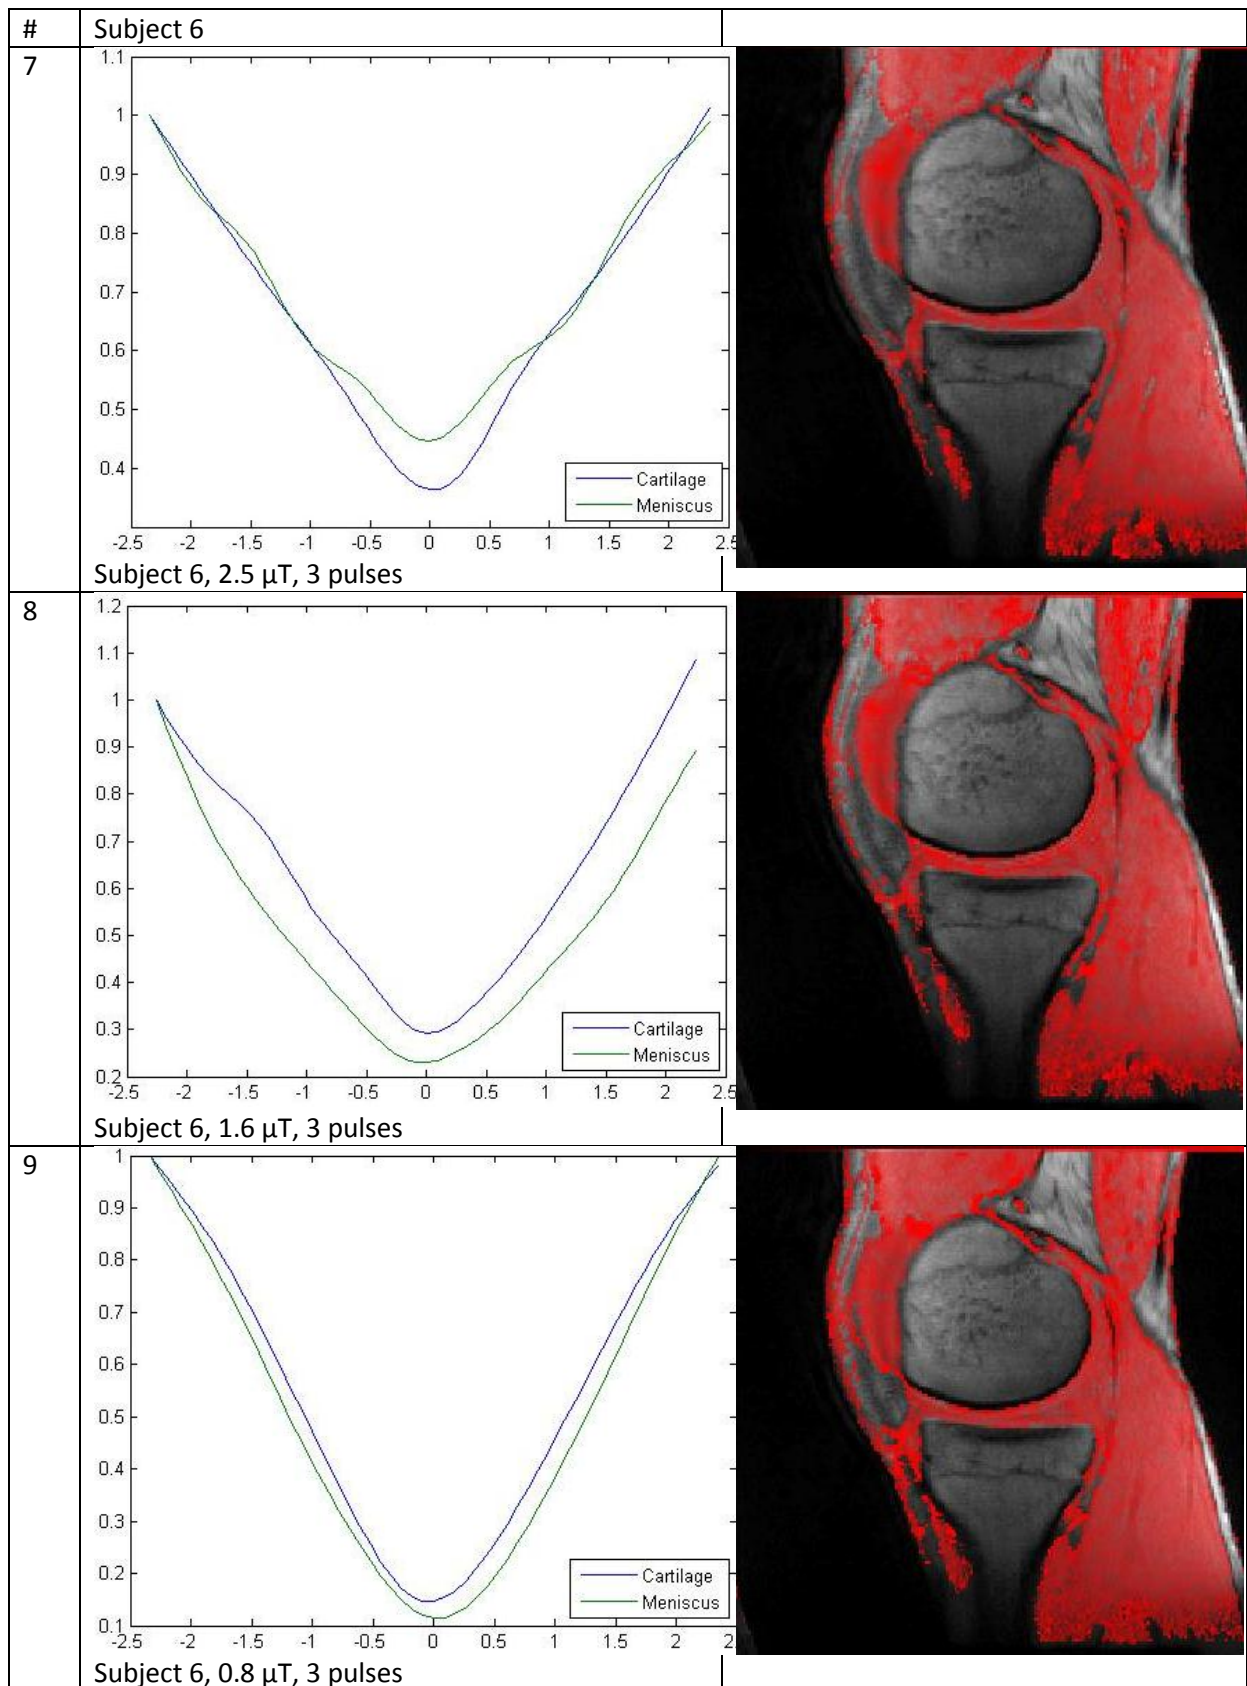 # Subject 6
7
1.1
1
0.9
0.8
0.7
0.6
0.5
0.4
-2.5 -2 -1.5 -1 -0.5 0 0.5 1 1.5 2 2.5
Cartilage
Meniscus
Subject 6, 2.5 µT, 3 pulses
8
1.2
1.1
1
0.9
0.8
0.7
0.6
0.5
0.4
0.3
0.2
-2.5 -2 -1.5 -1 -0.5 0 0.5 1 1.5 2 2.5
Cartilage
Meniscus
Subject 6, 1.6 µT, 3 pulses
9
1
0.9
0.8
0.7
0.6
0.5
0.4
0.3
0.2
0.1
-2.5 -2 -1.5 -1 -0.5 0 0.5 1 1.5 2 2.
Cartilage
Meniscus
Subject 6, 0.8 µT, 3 pulses